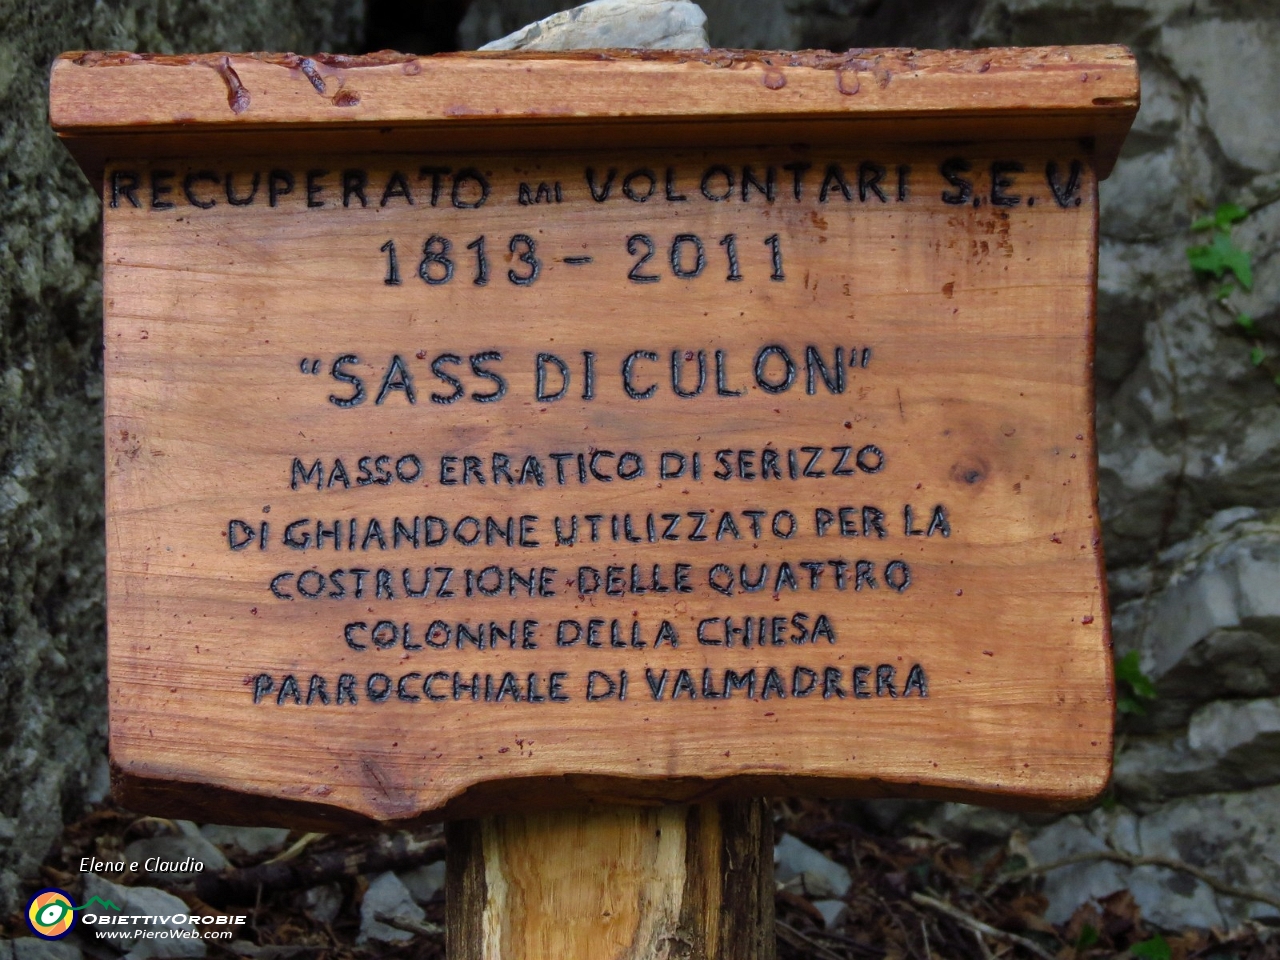 RECUPERATO DAI VOLONTARI S.E.V.
1813 - 2011
"SASS DI CULON"
MASSO ERRATICO DI SERIZZO
DI GHIANDONE UTILIZZATO PER LA
COSTRUZIONE DELLE QUATTRO
COLONNE DELLA CHIESA
PARROCCHIALE DI VALMADRERA
Elena e Claudio
OBIETTIVOROBIE
www.PieroWeb.com